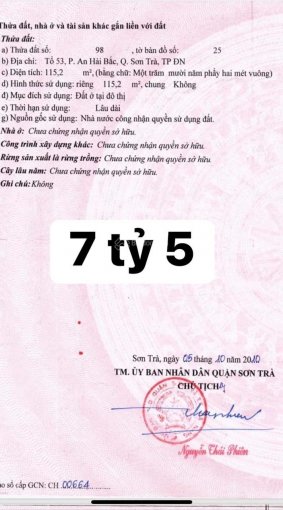 Thửa đất, nhà ở và tài sản khác gắn liền với đất
Thửa đất:
a) Thửa đất số: 98 , tờ bản đồ số: 25
b) Địa chỉ: Tổ 53, P. An Hải Bắc, Q. Sơn Trà, TP ĐN
c) Diện tích: 115,2 m², (bằng chữ: Một trăm mười năm phẩy hai mét vuông)
d) Hình thức sử dụng: riêng 115,2 m², chung Không
đ) Mục đích sử dụng: Đất ở tại đô thị
e) Thời hạn sử dụng: Lâu dài
g) Nguồn gốc sử dụng: Nhà nước công nhận quyền sử dụng đất.
Nhà ở: Chưa chứng nhận quyền sở hữu.
Công trình xây dựng khác: Chưa chứng nhận quyền sở hữu.
Rừng sản xuất là rừng trồng: Chưa chứng nhận quyền sở hữu.
Cây lâu năm: Chưa chứng nhận quyền sở hữu.
Ghi chú: Không
7 tỷ 5
Sơn Trà, ngày 05 tháng 10 năm 2010
TM. ỦY BAN NHÂN DÂN QUẬN SƠN TRÀ
CHỦ TỊCH
Nguyễn Thái Phiên
ào sổ cấp GCN: CH 00664